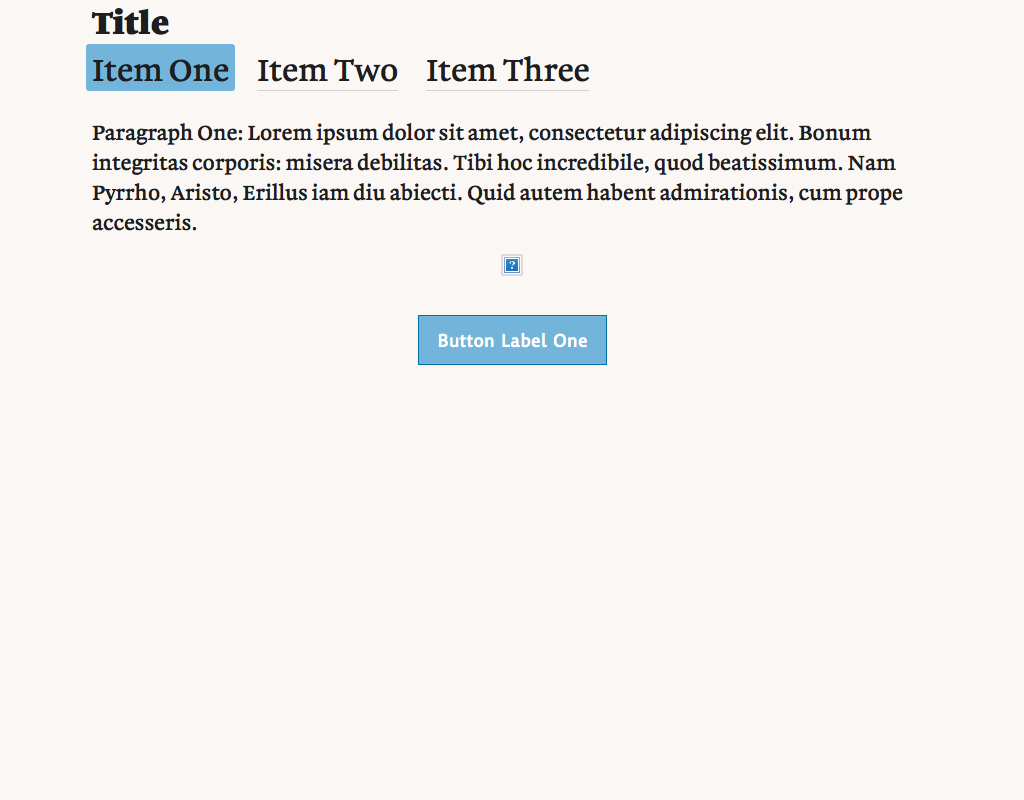 Title
Item One Item Two Item Three
Paragraph One: Lorem ipsum dolor sit amet, consectetur adipiscing elit. Bonum
integritas corporis: misera debilitas. Tibi hoc incredibile, quod beatissimum. Nam
Pyrrho, Aristo, Erillus iam diu abiecti. Quid autem habent admirationis, cum prope
accesseris.
?
Button Label One